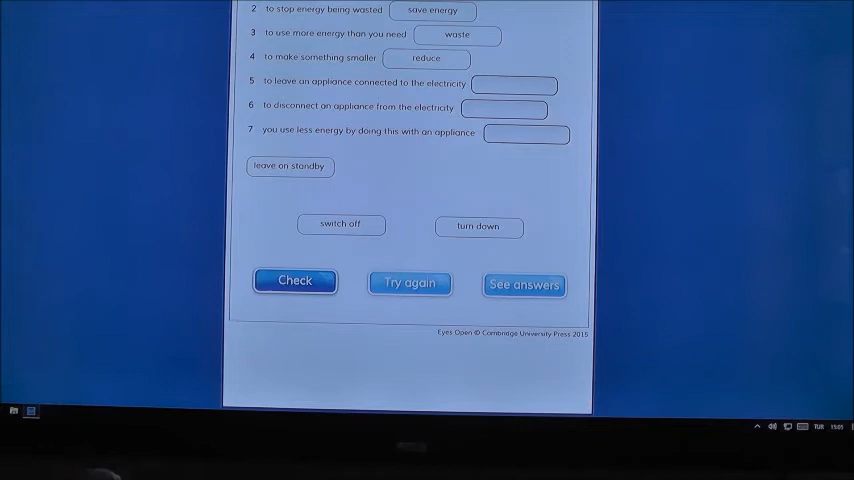 2 to stop energy being wasted save energy
3 to use more energy than you need waste
4 to make something smaller reduce
5 to leave an appliance connected to the electricity
6 to disconnect an appliance from the electricity
7 you use less energy by doing this with an appliance
leave on standby
switch off turn down
Check Try again See answers
Eyes Open © Cambridge University Press 2015
TUR 15:05